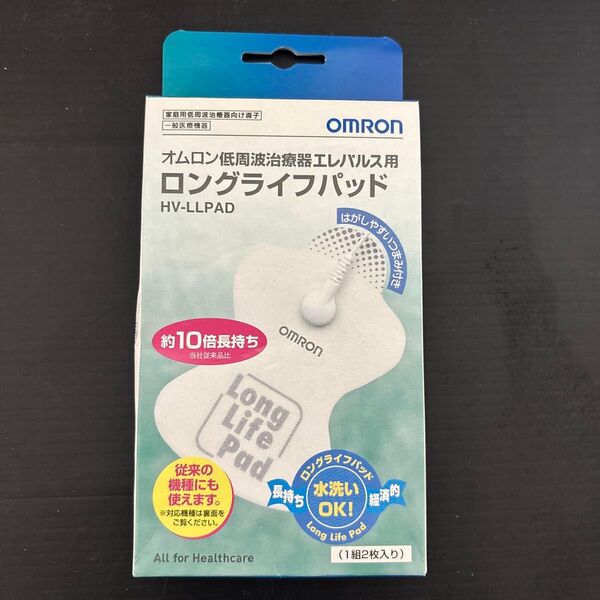 家庭用低周波治療器向け導子
一般医療機器
OMRON
オムロン低周波治療器エレパルス用
ロングライフパッド
HV-LLPAD
はがしやすいつまみ付き
OMRON
約10倍長持ち
当社従来品比
Long
Life
Pad
従来の
機種にも
使えます。
※対応機種は裏面を
ご覧ください。
ロングライフパッド
長持ち
水洗い
OK!
経済的
Long Life Pad
All for Healthcare
(1組2枚入り)